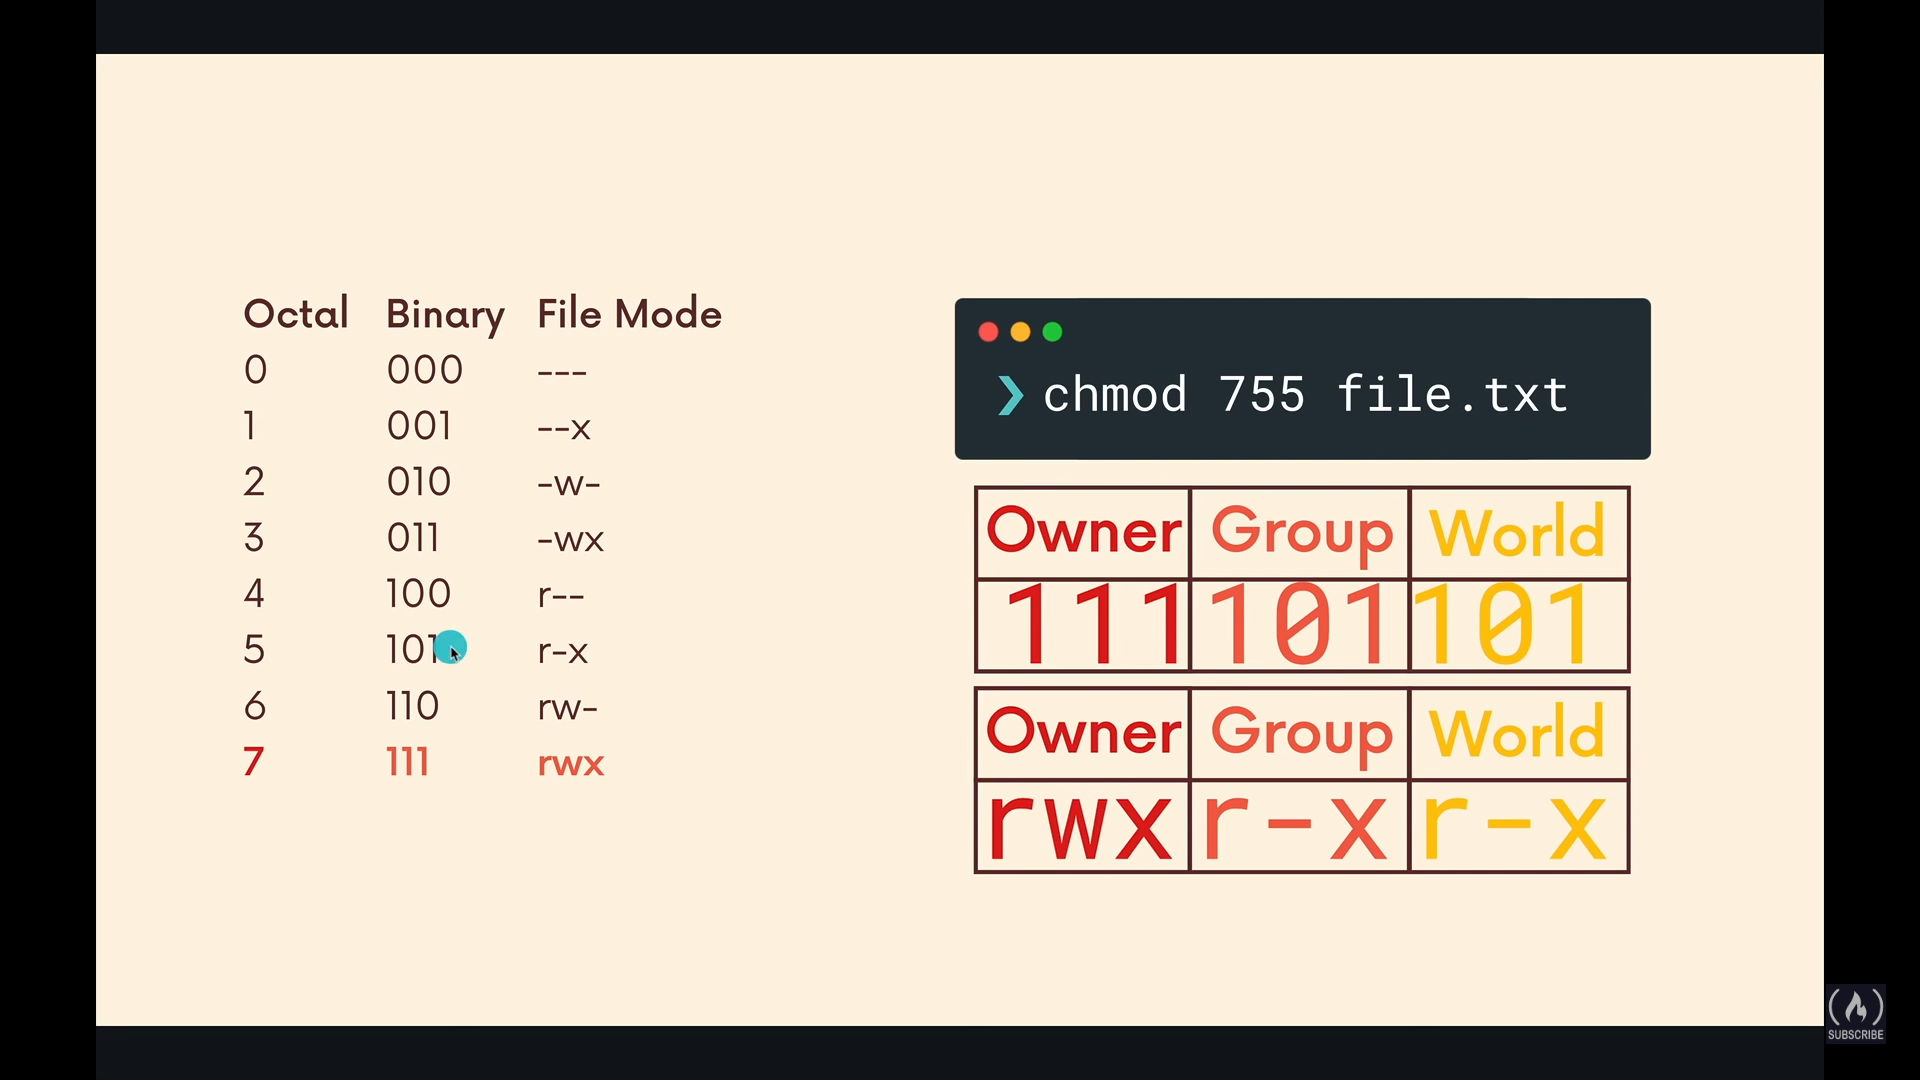 Octal Binary File Mode
0 000 ---
1 001 --x
2 010 -w-
3 011 -wx
4 100 r--
5 101 r-x
6 110 rw-
7 111 rwx
❯ chmod 755 file.txt
Owner Group World
111 101 101
Owner Group World
rwx r-x r-x
SUBSCRIBE